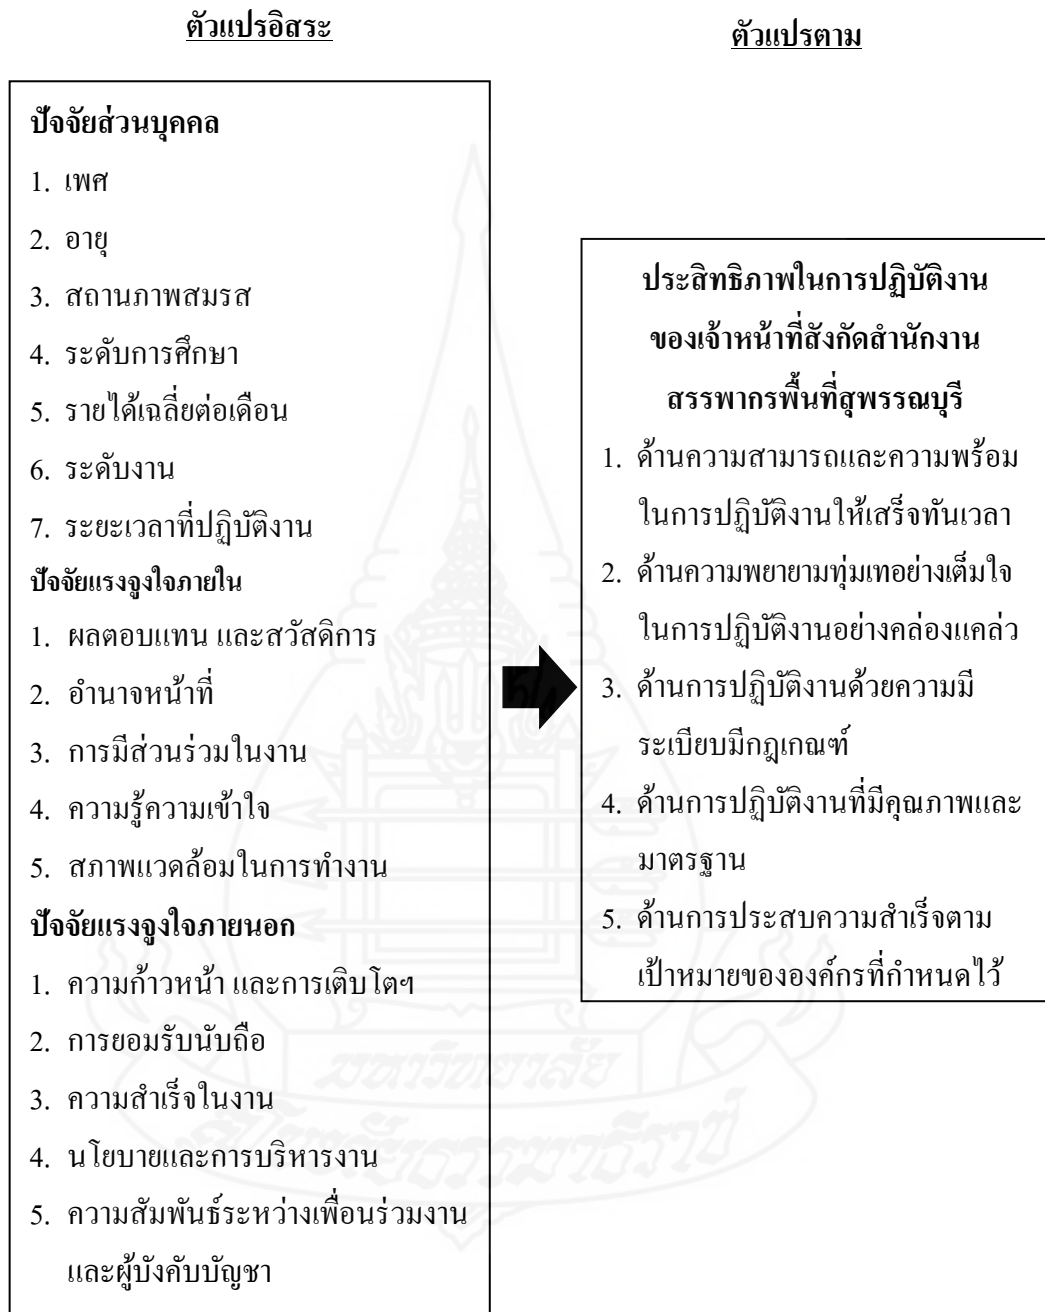 ตัวแปรอิสระ
ตัวแปรตาม
ปัจจัยส่วนบุคคล
1. เพศ
2. อายุ
3. สถานภาพสมรส
4. ระดับการศึกษา
5. รายได้เฉลี่ยต่อเดือน
6. ระดับงาน
7. ระยะเวลาที่ปฏิบัติงาน
ปัจจัยแรงจูงใจภายใน
1. ผลตอบแทน และสวัสดิการ
2. อำนาจหน้าที่
3. การมีส่วนร่วมในงาน
4. ความรู้ความเข้าใจ
5. สภาพแวดล้อมในการทำงาน
ปัจจัยแรงจูงใจภายนอก
1. ความก้าวหน้า และการเติบโตฯ
2. การยอมรับนับถือ
3. ความสำเร็จในงาน
4. นโยบายและการบริหารงาน
5. ความสัมพันธ์ระหว่างเพื่อนร่วมงาน
และผู้บังคับบัญชา
ประสิทธิภาพในการปฏิบัติงาน
ของเจ้าหน้าที่สังกัดสำนักงาน
สรรพากรพื้นที่สุพรรณบุรี
1. ด้านความสามารถและความพร้อม
ในการปฏิบัติงานให้เสร็จทันเวลา
2. ด้านความพยายามทุ่มเทอย่างเต็มใจ
ในการปฏิบัติงานอย่างคล่องแคล่ว
3. ด้านการปฏิบัติงานด้วยความมี
ระเบียบมีกฎเกณฑ์
4. ด้านการปฏิบัติงานที่มีคุณภาพและ
มาตรฐาน
5. ด้านการประสบความสำเร็จตาม
เป้าหมายขององค์กรที่กำหนดไว้
มหาวิทยาลัย
สุโขทัยธรรมาธิราช